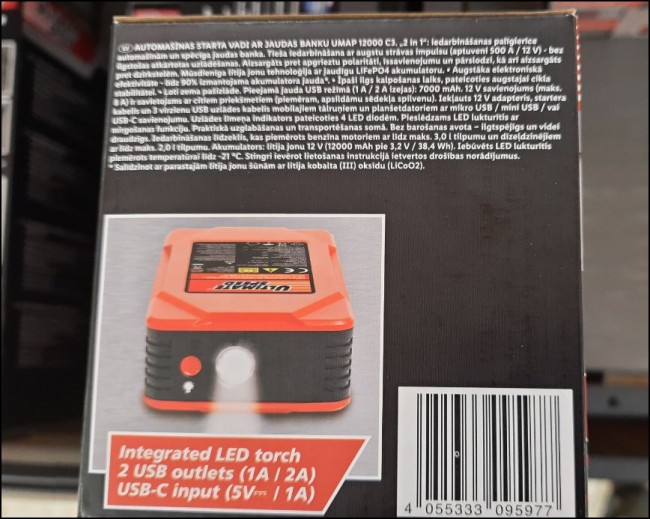 LV AUTOMAŠĪNAS STARTA VADI AR JAUDAS BANKU UMAP 12000 C3. „2 in 1”: iedarbināšanas palīgierīce
automašīnām un spēcīga jaudas banka. Tieša iedarbināšana ar augstu strāvas impulsu (aptuveni 500 A / 12 V) - bez
ilgstošas atkārtotas uzlādēšanas. Aizsargāts pret apgrieztu polaritāti, īssavienojumu un pārslodzi, kā arī aizsargāts
pret dzirkstelēm. Mūsdienīga litija jonu tehnoloģija ar jaudīgu LiFePO4 akumulatoru. • Augstākā elektroniskā
efektivitāte - līdz 90% izmantojama akumulatora jauda*. • Īpaši ilgs kalpošanas laiks, pateicoties augstajai cikla
stabilitātei. • Ļoti zema pašizlāde. Pieejamā jauda USB režīmā (1 A / 2 A izejas): 7000 mAh. 12 V savienojums (maks.
8 A) ir savietojams ar citiem priekšmetiem (piemēram, apslidumu sēdekļa spilvenu). Iekļauts 12 V adapteris, startera
kabelis un 3 virzienu USB uzlādes kabelis mobilajiem tālruņiem un planšetdatoriem ar mikro USB / mini USB / vai
USB-C savienojumu. Uzlādes līmeņa indikators pateicoties 4 LED diodēm. Pieslēdzams LED lukturītis ar
mirgošanas funkciju. Praktiskā uzglabāšanas un transportēšanas somā. Bez barošanas avota – ilgtspējīgs un videi
draudzīgs. Iedarbināšanas līdzeklis, kas piemērots benzīna motoriem ar līdz maks. 3,0 l tilpumu un dīzeļdzinējiem
ar līdz maks. 2,0 l tilpumu. Akumulators: litija jonu 12 V (12000 mAh pie 3,2 V / 38,4 Wh). Iebūvēts LED lukturītis
piemērots temperatūrai līdz -21 °C. Stingri ievērot lietošanas instrukcijā ietvertos drošības norādījumus.
* Salīdzinot ar parastajām litija jonu šūnām ar litija kobalta (III) oksīdu (LiCoO2).
ULTIMATE
SPEED
Integrated LED torch
2 USB outlets (1A / 2A)
USB-C input (5V⎓ / 1A)
4 055333 095977